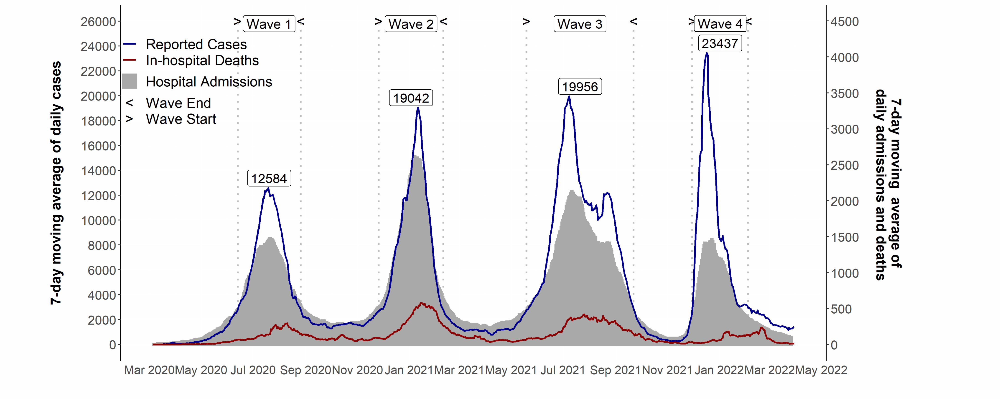 > Wave 1 < > Wave 2 < > Wave 3 < > Wave 4 <
26000
24000
22000
20000
18000
16000
14000
12000
10000
8000
6000
4000
2000
0
7-day moving average of daily cases
Reported Cases
In-hospital Deaths
Hospital Admissions
< Wave End
> Wave Start
12584
19042
19956
23437
4500
4000
3500
3000
2500
2000
1500
1000
500
0
7-day moving average of
daily admissions and deaths
Mar 2020 May 2020 Jul 2020 Sep 2020 Nov 2020 Jan 2021 Mar 2021 May 2021 Jul 2021 Sep 2021 Nov 2021 Jan 2022 Mar 2022 May 2022